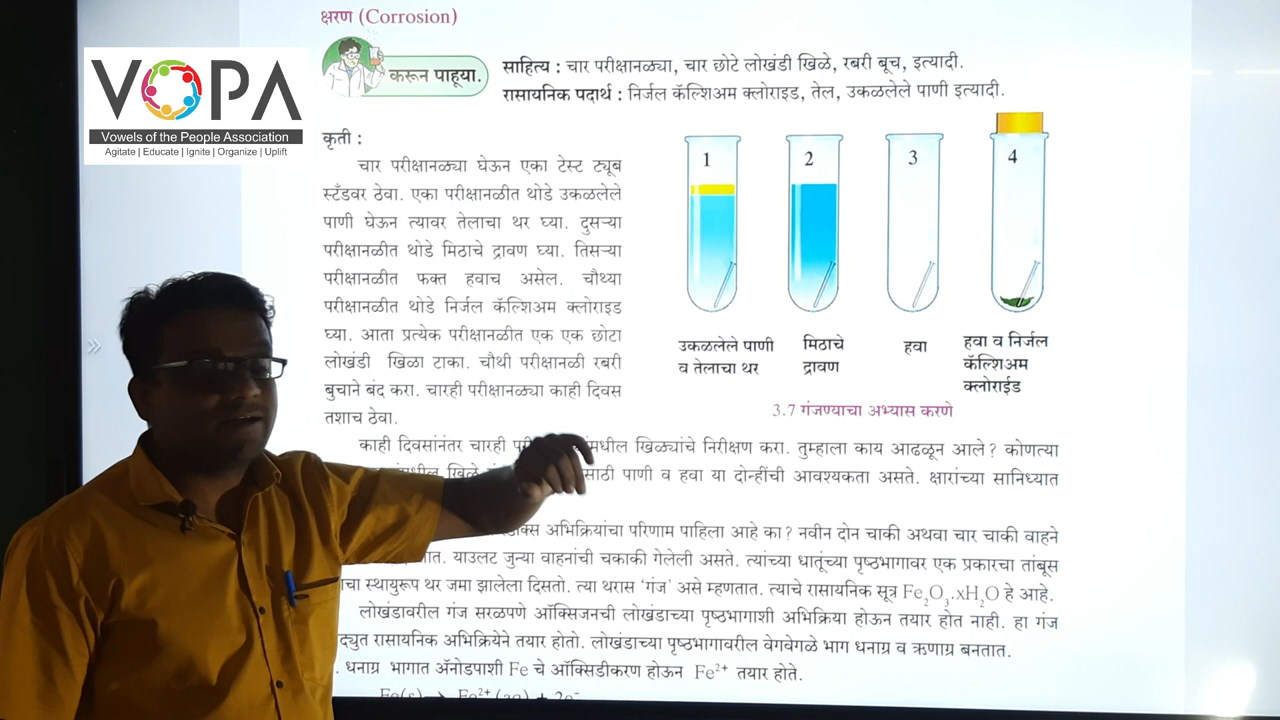 क्षरण (Corrosion)
VOPA
Vowels of the People Association
Agitate | Educate | Ignite | Organize | Uplift
करून पाहूया.
साहित्य : चार परीक्षानळ्या, चार छोटे लोखंडी खिळे, रबरी बूच, इत्यादी.
रासायनिक पदार्थ : निर्जल कॅल्शिअम क्लोराइड, तेल, उकळलेले पाणी इत्यादी.
कृती :
चार परीक्षानळ्या घेऊन एका टेस्ट ट्यूब
स्टँडवर ठेवा. एका परीक्षानळीत थोडे उकळलेले
पाणी घेऊन त्यावर तेलाचा थर घ्या. दुसऱ्या
परीक्षानळीत थोडे मिठाचे द्रावण घ्या. तिसऱ्या
परीक्षानळीत फक्त हवाच असेल. चौथ्या
परीक्षानळीत थोडे निर्जल कॅल्शिअम क्लोराइड
घ्या. आता प्रत्येक परीक्षानळीत एक एक छोटा
लोखंडी खिळा टाका. चौथी परीक्षानळी रबरी
बुचाने बंद करा. चारही परीक्षानळ्या काही दिवस
तशाच ठेवा.
1 2 3 4
उकळलेले पाणी
व तेलाचा थर
मिठाचे
द्रावण
हवा
हवा व निर्जल
कॅल्शिअम
क्लोराईड
3.7 गंजण्याचा अभ्यास करणे
काही दिवसांनंतर चारही खिळ्यांचे निरीक्षण करा. तुम्हाला काय आढळून आले? कोणत्या
खिळे पाणी व हवा या दोन्हींची आवश्यकता असते. क्षारांच्या सानिध्यात
अभिक्रियांचा परिणाम पाहिला आहे का? नवीन दोन चाकी अथवा चार चाकी वाहने
याउलट जुन्या वाहनांची चकाकी गेलेली असते. त्यांच्या धातूंच्या पृष्ठभागावर एक प्रकारचा तांबूस
स्थायुरूप थर जमा झालेला दिसतो. त्या थरास ‘गंज’ असे म्हणतात. त्याचे रासायनिक सूत्र Fe₂O₃.xH₂O हे आहे.
लोखंडावरील गंज सरळपणे ऑक्सिजनची लोखंडाच्या पृष्ठभागाशी अभिक्रिया होऊन तयार होत नाही. हा गंज
रासायनिक अभिक्रियेने तयार होतो. लोखंडाच्या पृष्ठभागावरील वेगवेगळे भाग धनाग्र व ऋणाग्र बनतात.
. धनाग्र भागात ॲनोडपाशी Fe चे ऑक्सिडीकरण होऊन Fe²⁺ तयार होते.
Fe(s) → Fe²⁺(aq) + 2e⁻